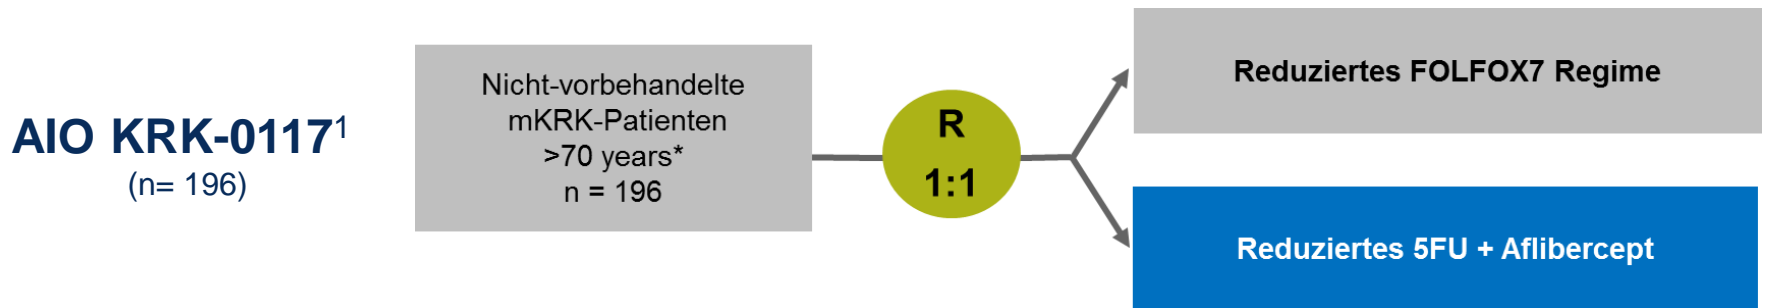 AIO KRK-0117¹
(n= 196)
Nicht-vorbehandelte
mKRK-Patienten
>70 years*
n = 196
R
1:1
Reduziertes FOLFOX7 Regime
Reduziertes 5FU + Aflibercept